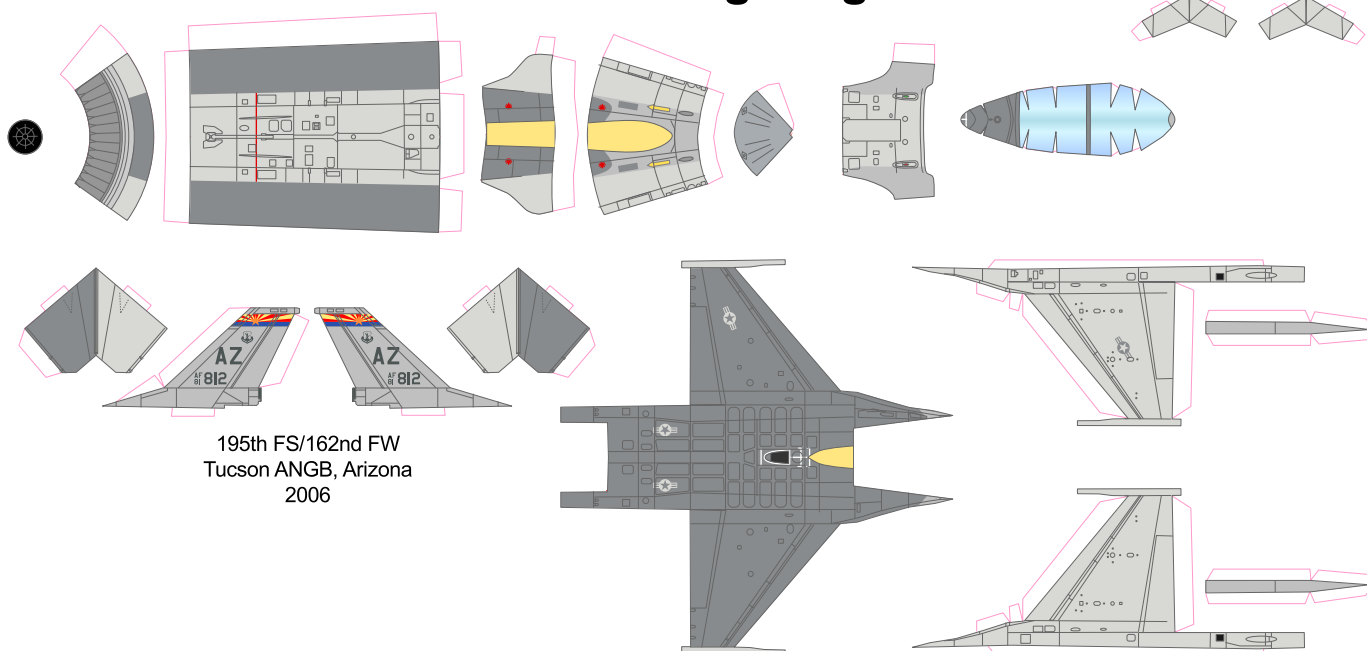 AZ
AF
81 812
AZ
AF
81 812
195th FS/162nd FW
Tucson ANGB, Arizona
2006